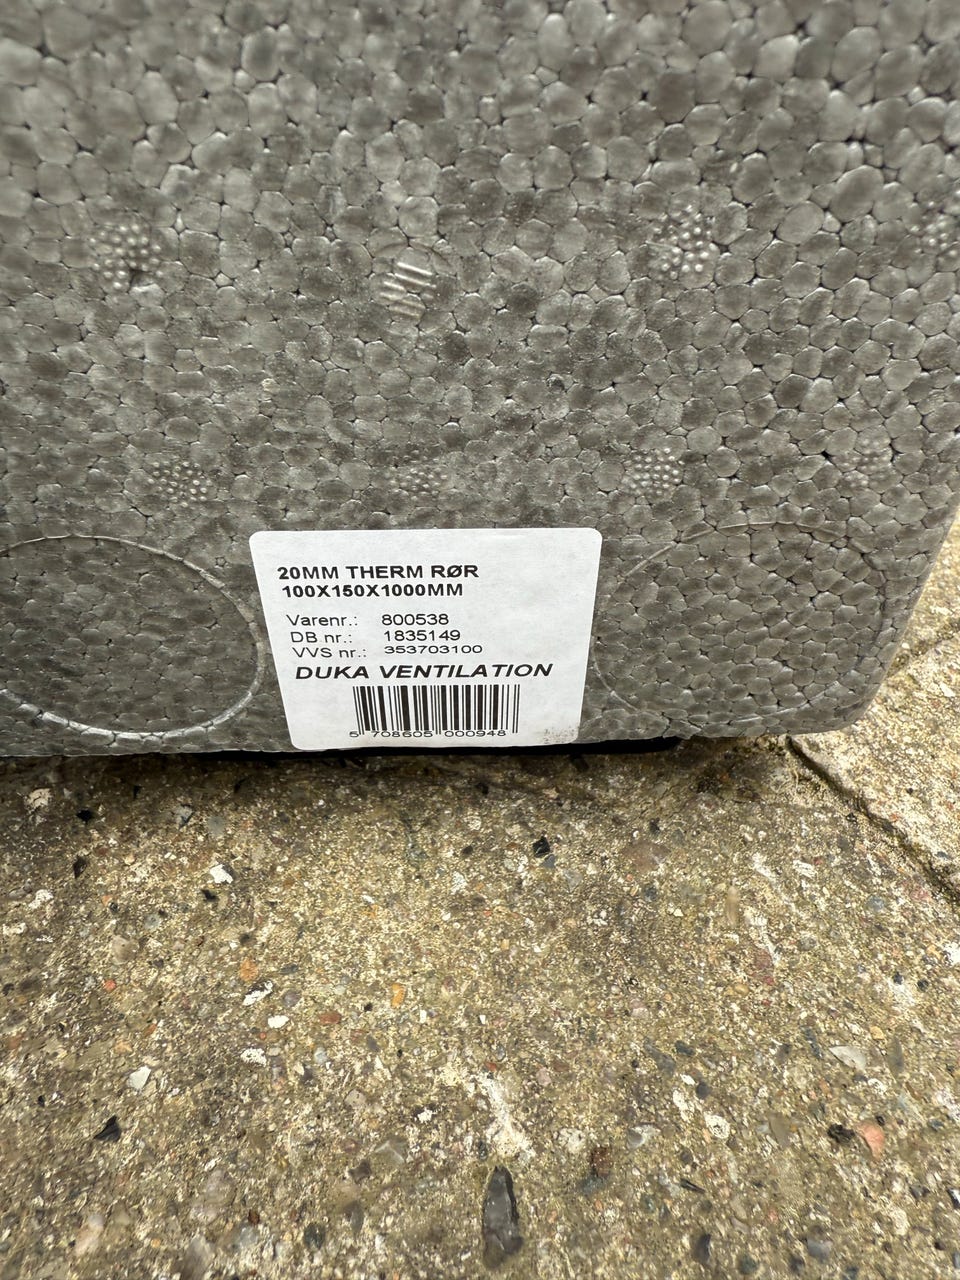 20MM THERM RØR
100X150X1000MM
Varenr.: 800538
DB nr.: 1835149
VVS nr.: 353703100
DUKA VENTILATION
5 708605 000948